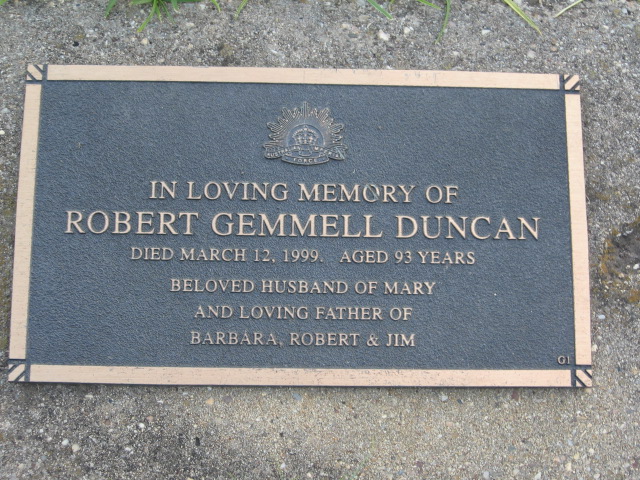 IN LOVING MEMORY OF
ROBERT GEMMELL DUNCAN
DIED MARCH 12, 1999. AGED 93 YEARS
BELOVED HUSBAND OF MARY
AND LOVING FATHER OF
BARBARA, ROBERT & JIM
G1